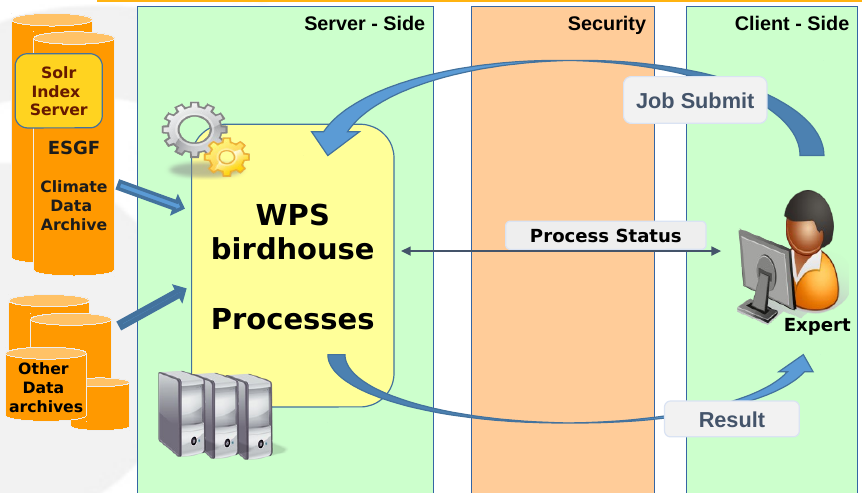 Server - Side
Security
Client - Side
Solr
Index
Server
ESGF
Climate
Data
Archive
Job Submit
WPS
birdhouse
Processes
Process Status
Expert
Other
Data
archives
Result